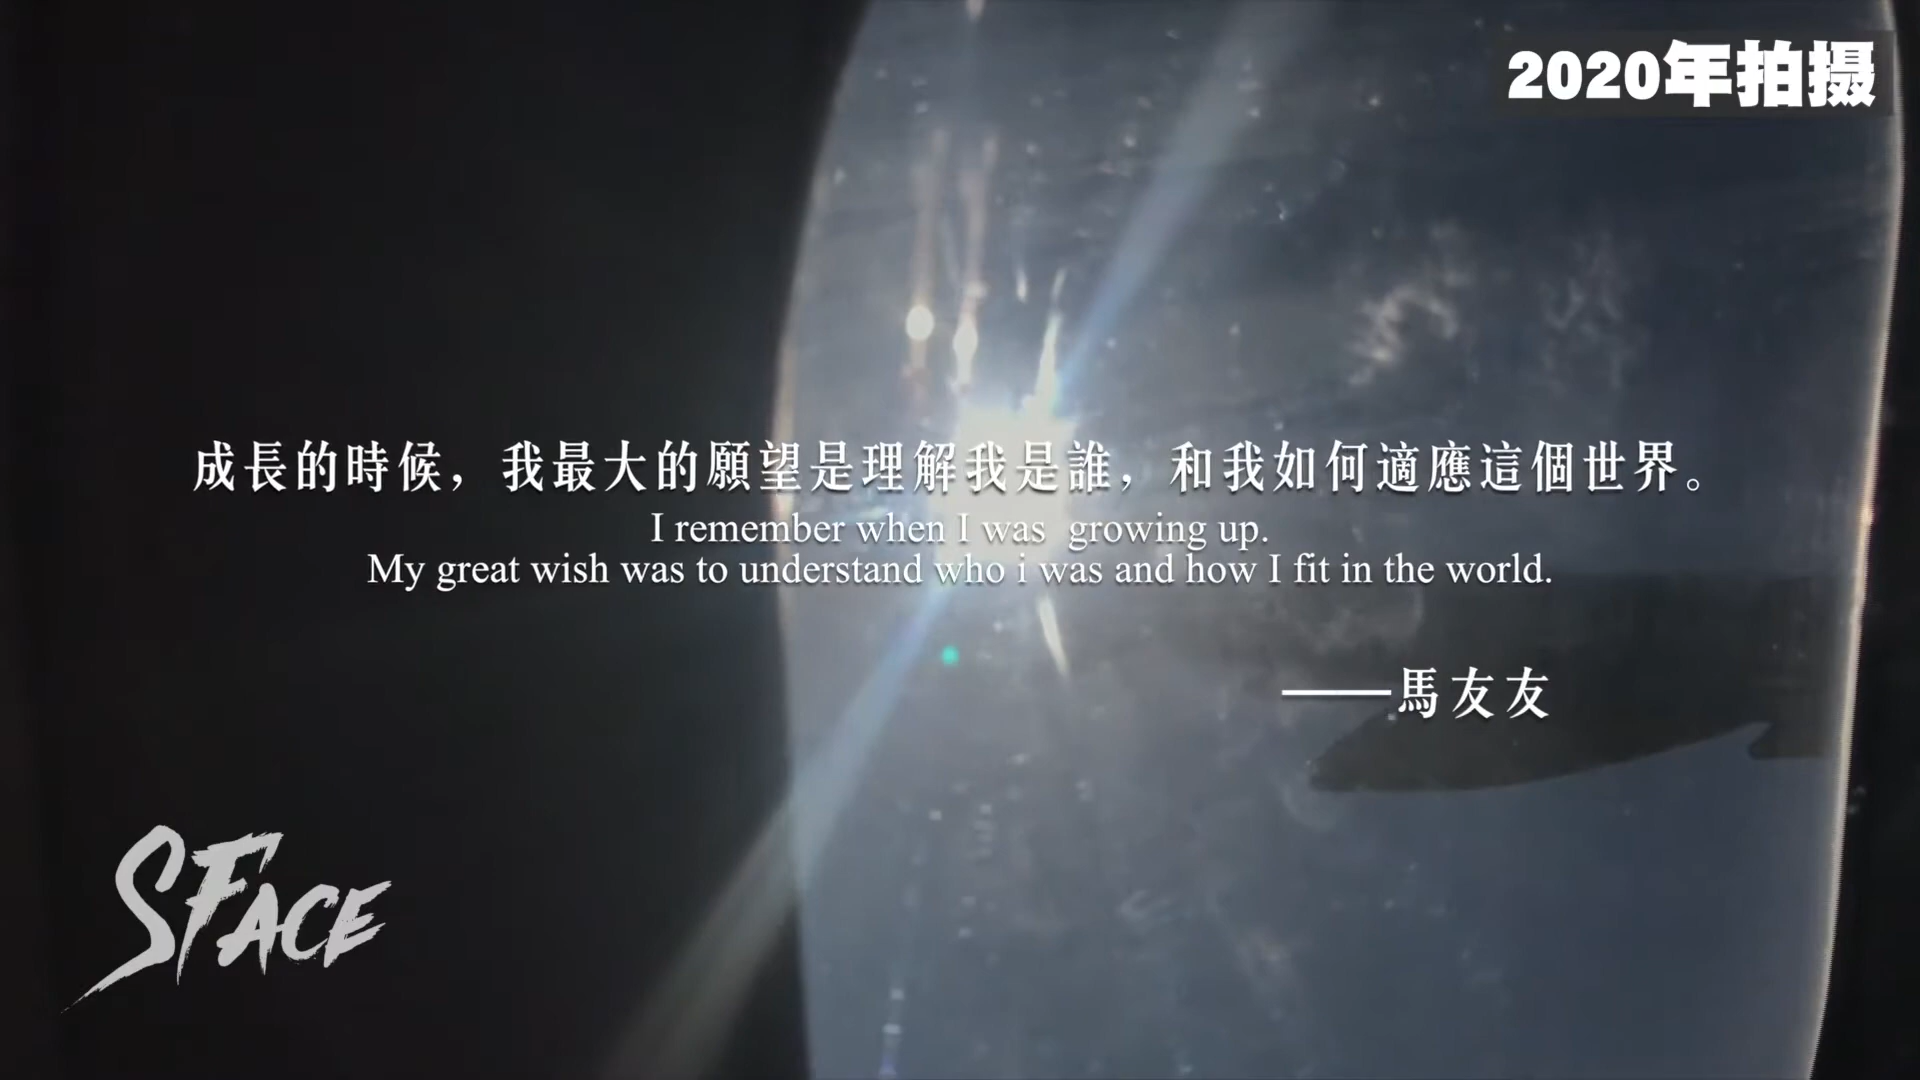 2020年拍摄
成長的時候，我最大的願望是理解我是誰，和我如何適應這個世界。
I remember when I was  growing up.
My great wish was to understand who i was and how I fit in the world.
——馬友友
SFACE